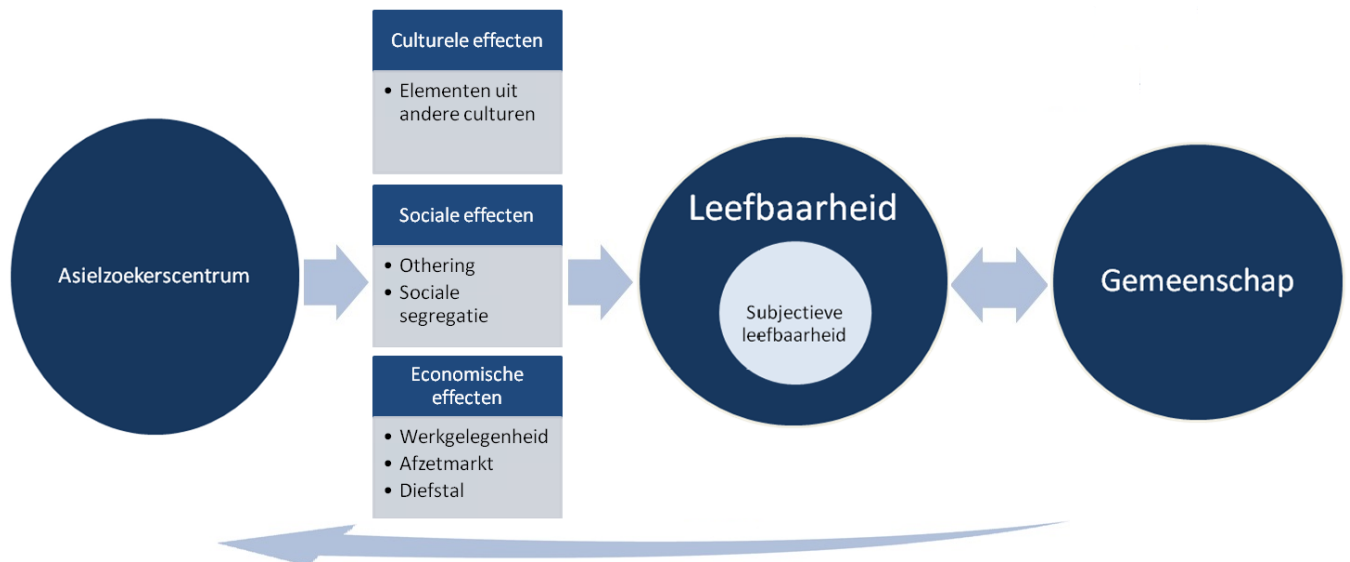 Asielzoekerscentrum
Culturele effecten
• Elementen uit
andere culturen
Sociale effecten
• Othering
• Sociale
segregatie
Economische
effecten
• Werkgelegenheid
• Afzetmarkt
• Diefstal
Leefbaarheid
Subjectieve
leefbaarheid
Gemeenschap